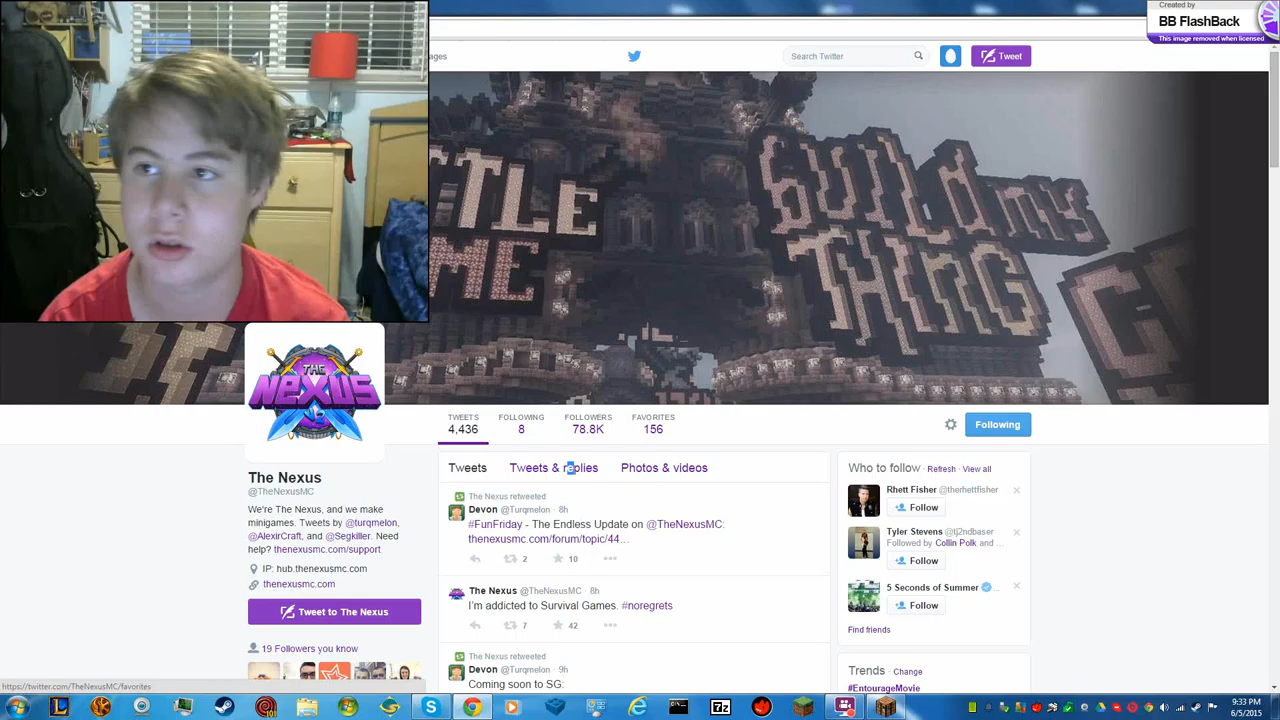 Created by
BB FlashBack
This image removed when licensed
ages
Search Twitter
Tweet
TTLE
ME
GUILD my
THING
THE
NEXUS
TWEETS
4,436
FOLLOWING
8
FOLLOWERS
78.8K
FAVORITES
156
Following
The Nexus
@TheNexusMC
We're The Nexus, and we make
minigames. Tweets by @turqmelon,
@AlexirCraft, and @Segkiller. Need
help? thenexusmc.com/support
IP: hub.thenexusmc.com
thenexusmc.com
Tweet to The Nexus
19 Followers you know
Tweets
Tweets & replies
Photos & videos
The Nexus retweeted
Devon @Turqmelon · 8h
#FunFriday - The Endless Update on @TheNexusMC:
thenexusmc.com/forum/topic/44...
2
10
The Nexus @TheNexusMC · 8h
I'm addicted to Survival Games. #noregrets
7
42
The Nexus retweeted
Devon @Turqmelon · 9h
Coming soon to SG:
Who to follow · Refresh · View all
Rhett Fisher @therhettfisher
Follow
Tyler Stevens @tj2ndbaser
Followed by Collin Polk and ...
Follow
5 Seconds of Summer ...
Follow
Find friends
Trends · Change
#EntourageMovie
https://twitter.com/TheNexusMC/favorites
9:33 PM
6/5/2015